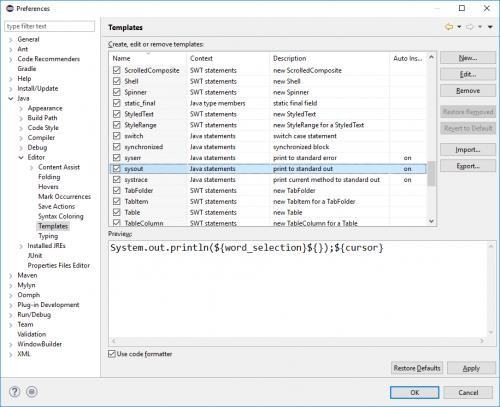 Preferences
type filter text
General
Ant
Code Recommenders
Gradle
Help
Install/Update
Java
Appearance
Build Path
Code Style
Compiler
Debug
Editor
Content Assist
Folding
Hovers
Mark Occurrences
Save Actions
Syntax Coloring
Templates
Typing
Installed JREs
JUnit
Properties Files Editor
Maven
Mylyn
Oomph
Plug-in Development
Run/Debug
Team
Validation
WindowBuilder
XML
Templates
Create, edit or remove templates:
Name Context Description Auto Ins...
ScrolledComposite SWT statements new ScrolledComposite
Shell SWT statements new Shell
Spinner SWT statements new Spinner
static_final Java type members static final field
StyledText SWT statements new StyledText
StyleRange SWT statements new StyleRange for a StyledText
switch Java statements switch case statement
synchronized Java statements synchronized block
syserr Java statements print to standard error on
sysout Java statements print to standard out on
systrace Java statements print current method to standard out on
TabFolder SWT statements new TabFolder
TabItem SWT statements new TabItem for a TabFolder
Table SWT statements new Table
TableColumn SWT statements new TableColumn for a Table
New...
Edit...
Remove
Restore Removed
Revert to Default
Import...
Export...
Preview:
System.out.println(${word_selection}${});${cursor}
Use code formatter
Restore Defaults
Apply
OK
Cancel